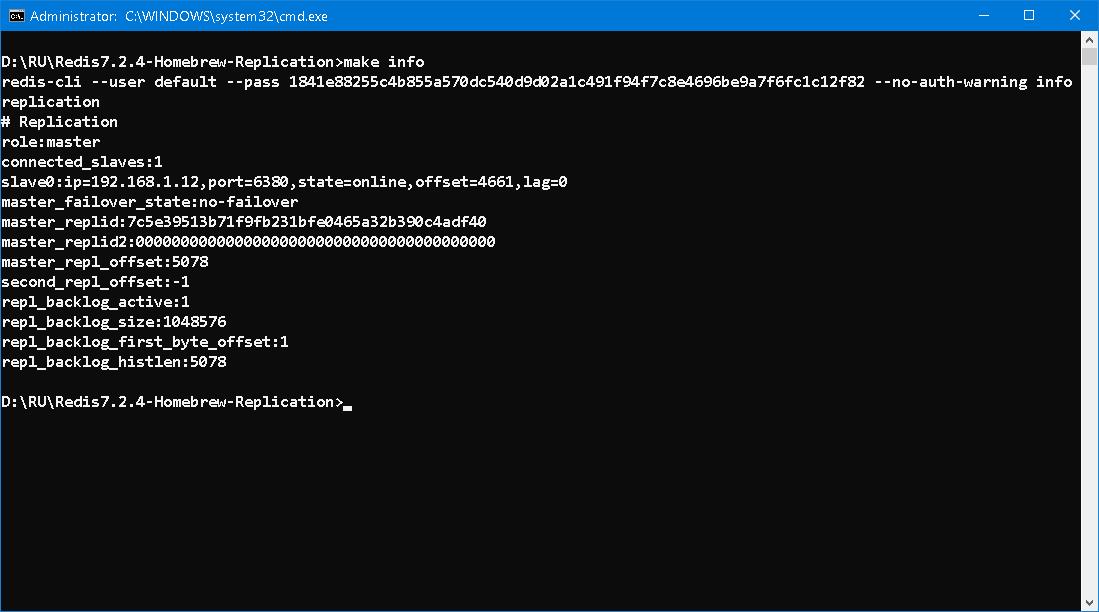 Administrator: C:\WINDOWS\system32\cmd.exe
D:\RU\Redis7.2.4-Homebrew-Replication>make info
redis-cli --user default --pass 1841e88255c4b855a570dc540d9d02a1c491f94f7c8e4696be9a7f6fc1c12f82 --no-auth-warning info
replication
# Replication
role:master
connected_slaves:1
slave0:ip=192.168.1.12,port=6380,state=online,offset=4661,lag=0
master_failover_state:no-failover
master_replid:7c5e39513b71f9fb231bfe0465a32b390c4adf40
master_replid2:0000000000000000000000000000000000000000
master_repl_offset:5078
second_repl_offset:-1
repl_backlog_active:1
repl_backlog_size:1048576
repl_backlog_first_byte_offset:1
repl_backlog_histlen:5078
D:\RU\Redis7.2.4-Homebrew-Replication>